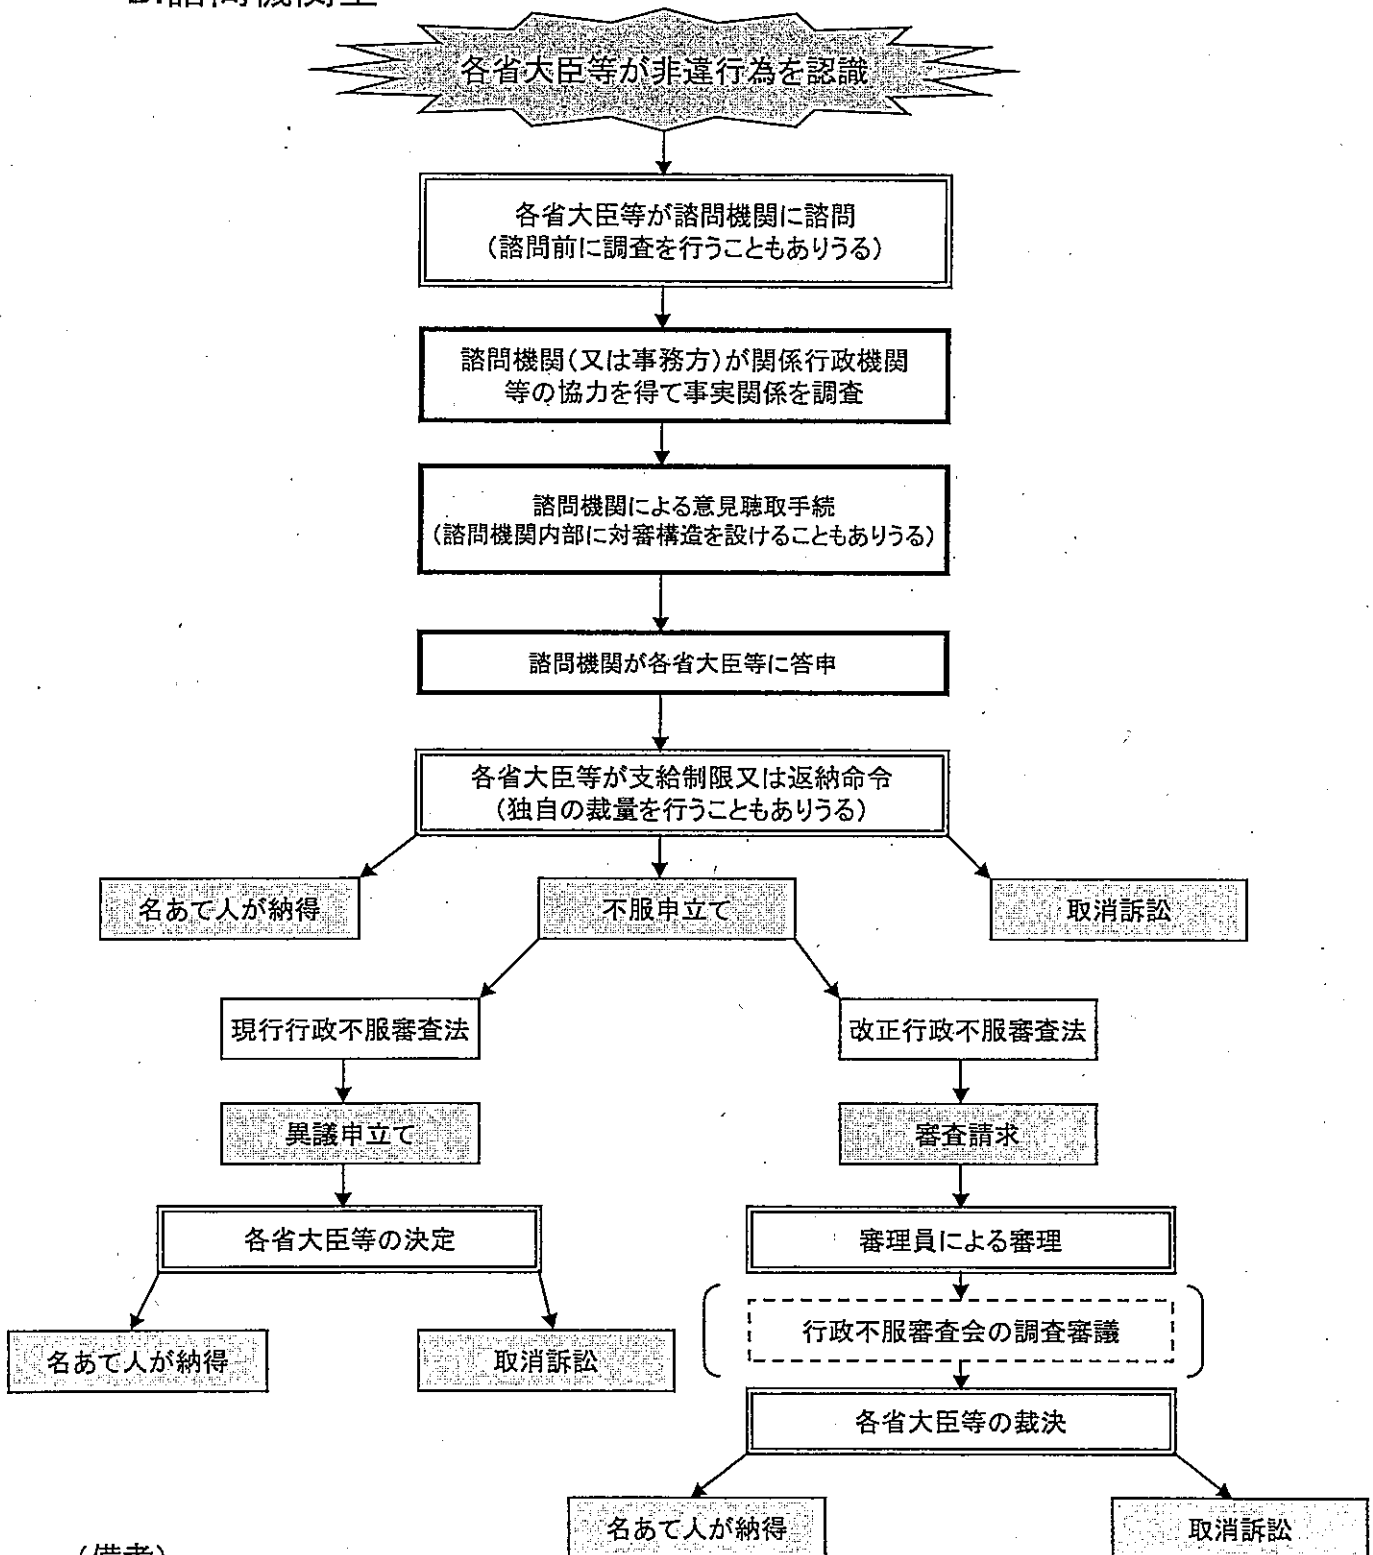 各省大臣等が非違行為を認識
各省大臣等が諮問機関に諮問
(諮問前に調査を行うこともありうる)
諮問機関(又は事務方)が関係行政機関
等の協力を得て事実関係を調査
諮問機関による意見聴取手続
(諮問機関内部に対審構造を設けることもありうる)
諮問機関が各省大臣等に答申
各省大臣等が支給制限又は返納命令
(独自の裁量を行うこともありうる)
名あて人が納得
不服申立て
取消訴訟
現行行政不服審査法
改正行政不服審査法
異議申立て
審査請求
各省大臣等の決定
審理員による審理
名あて人が納得
取消訴訟
行政不服審査会の調査審議
各省大臣等の裁決
名あて人が納得
取消訴訟
(備考)